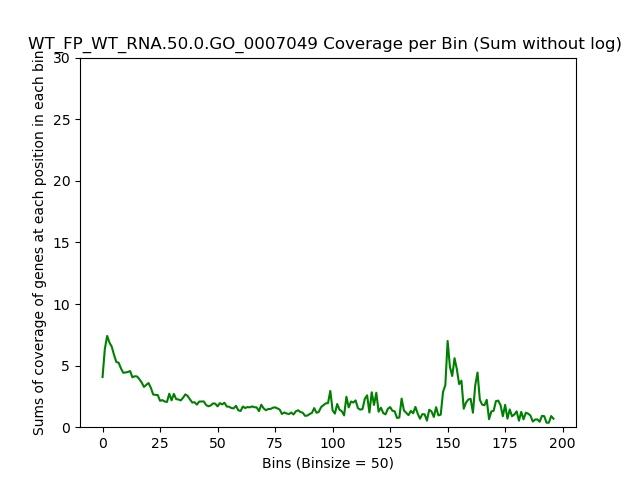 WT_FP_WT_RNA.50.0.GO_0007049 Coverage per Bin (Sum without log)
Sums of coverage of genes at each position in each bin
30
25
20
15
10
5
0
0 25 50 75 100 125 150 175 200
Bins (Binsize = 50)